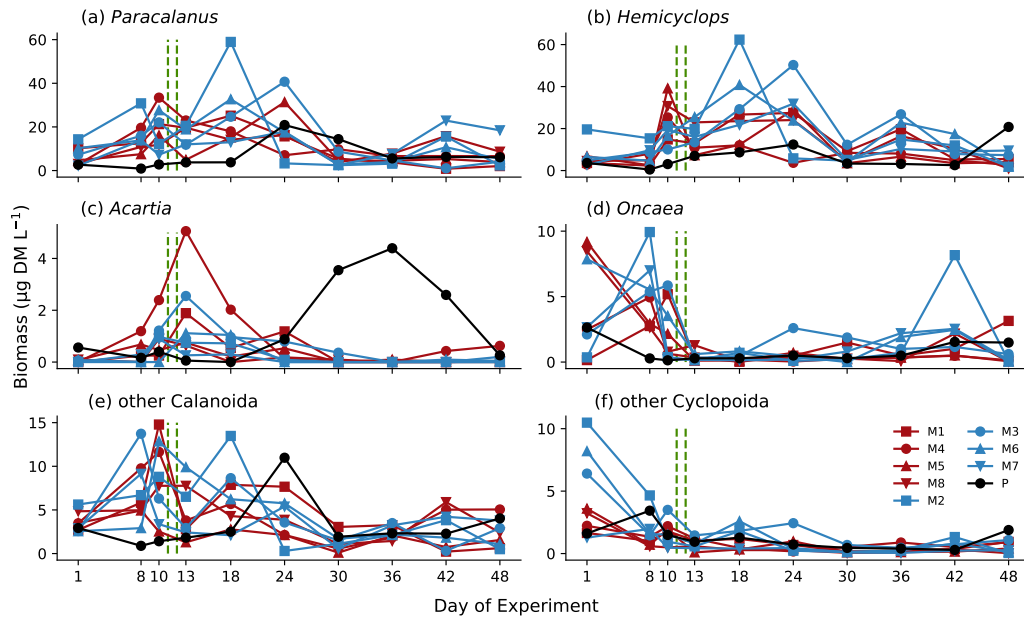 (a) Paracalanus
(b) Hemicyclops
60
40
20
0
60
40
20
0
(c) Acartia
(d) Oncaea
4
2
0
10
5
0
Biomass (µg DM L⁻¹)
(e) other Calanoida
(f) other Cyclopoida
15
10
5
0
10
5
0
M1
M4
M5
M8
M2
M3
M6
M7
P
1 8 10 13 18 24 30 36 42 48
1 8 10 13 18 24 30 36 42 48
Day of Experiment